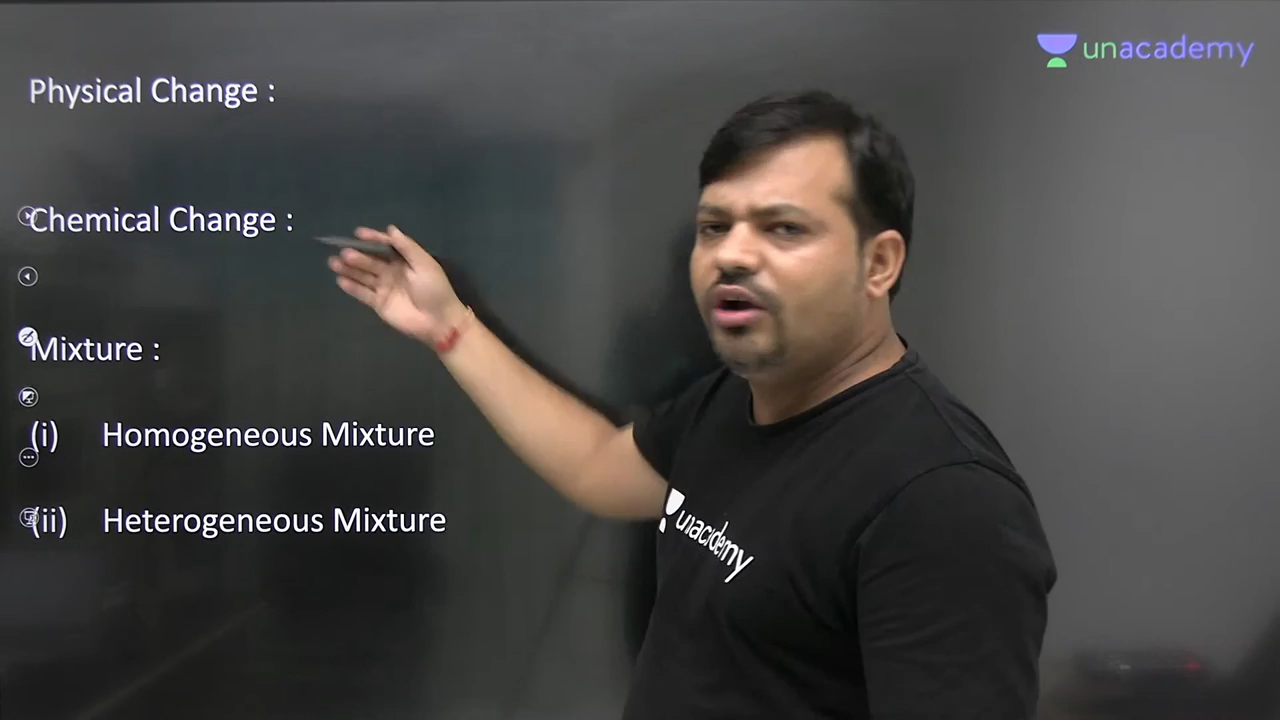 unacademy
Physical Change :
Chemical Change :
Mixture :
(i) Homogeneous Mixture
(ii) Heterogeneous Mixture
unacademy